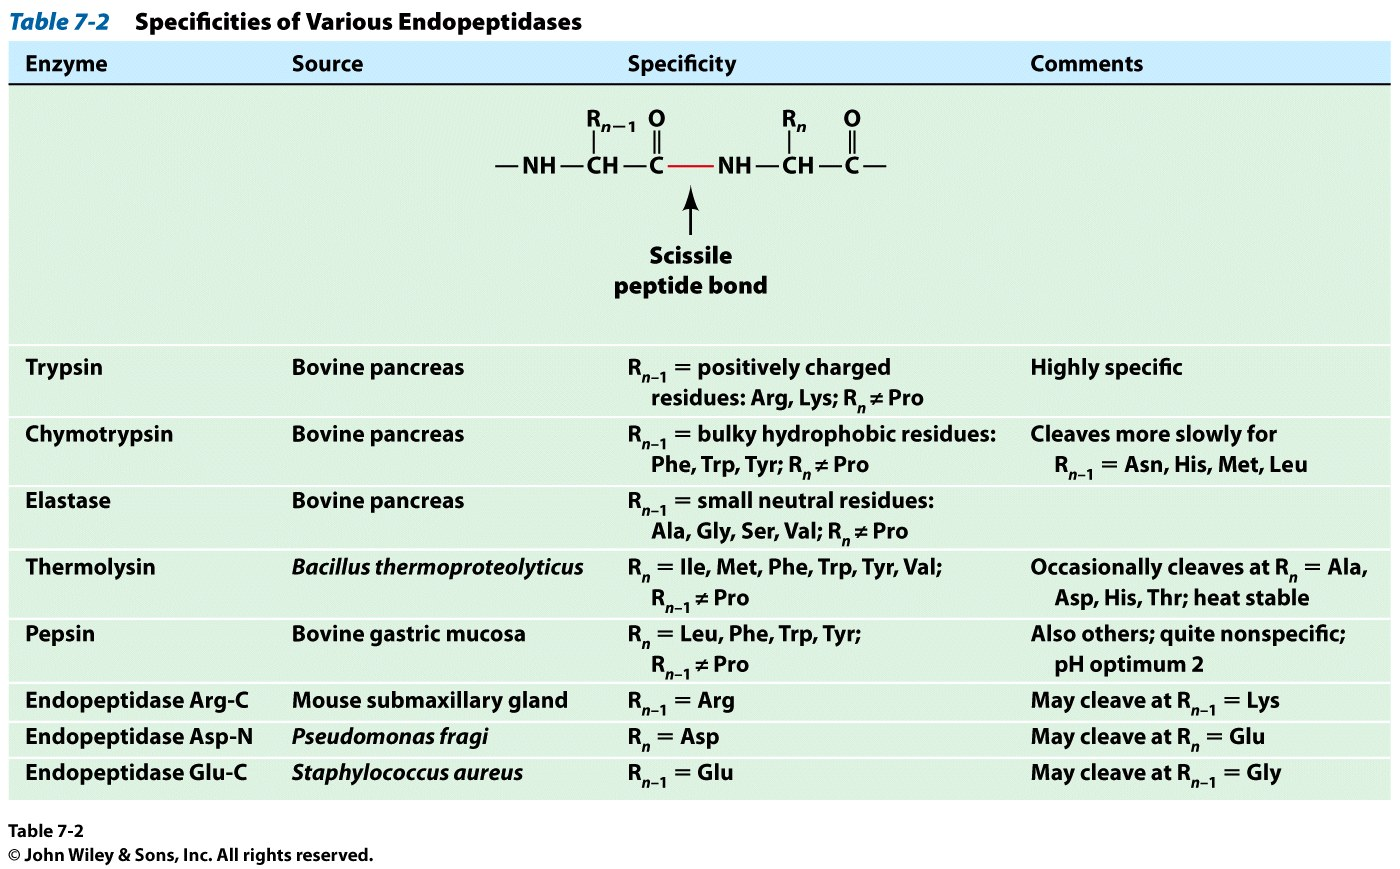 Table 7-2 Specificities of Various Endopeptidases
Enzyme Source Specificity Comments
Rn−1 O Rn O
—NH—CH—C—NH—CH—C—
Scissile
peptide bond
Trypsin Bovine pancreas Rn–1 = positively charged Highly specific
residues: Arg, Lys; Rn ≠ Pro
Chymotrypsin Bovine pancreas Rn–1 = bulky hydrophobic residues: Cleaves more slowly for
Phe, Trp, Tyr; Rn ≠ Pro Rn–1 = Asn, His, Met, Leu
Elastase Bovine pancreas Rn–1 = small neutral residues:
Ala, Gly, Ser, Val; Rn ≠ Pro
Thermolysin Bacillus thermoproteolyticus Rn = Ile, Met, Phe, Trp, Tyr, Val; Occasionally cleaves at Rn = Ala,
Rn–1 ≠ Pro Asp, His, Thr; heat stable
Pepsin Bovine gastric mucosa Rn = Leu, Phe, Trp, Tyr; Also others; quite nonspecific;
Rn–1 ≠ Pro pH optimum 2
Endopeptidase Arg-C Mouse submaxillary gland Rn–1 = Arg May cleave at Rn–1 = Lys
Endopeptidase Asp-N Pseudomonas fragi Rn = Asp May cleave at Rn = Glu
Endopeptidase Glu-C Staphylococcus aureus Rn–1 = Glu May cleave at Rn–1 = Gly
Table 7-2
© John Wiley & Sons, Inc. All rights reserved.